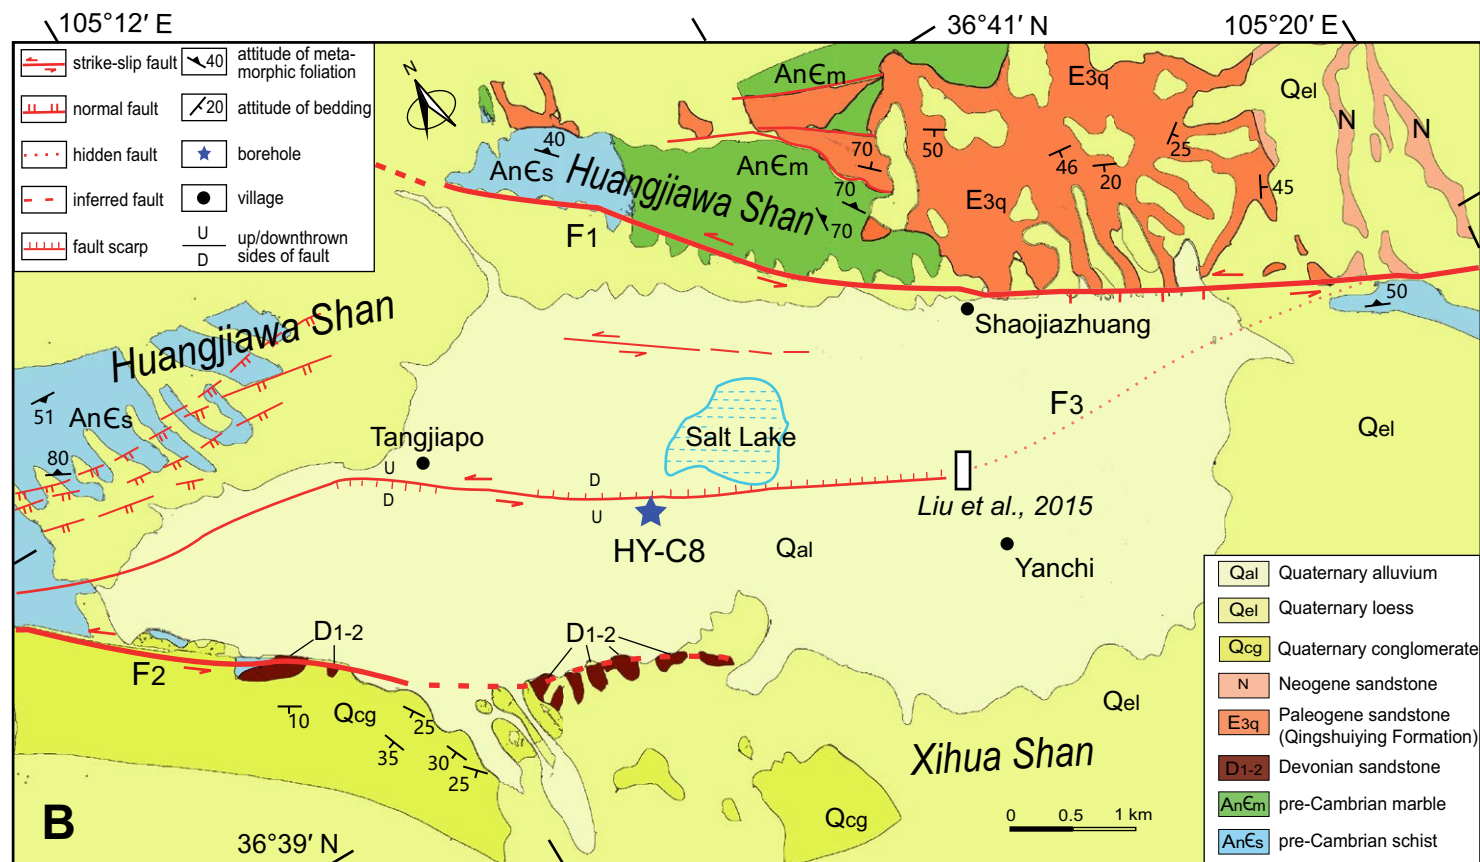 105°12′ E
36°41′ N
105°20′ E
strike-slip fault
40
attitude of meta-
morphic foliation
normal fault
20
attitude of bedding
hidden fault
borehole
inferred fault
village
fault scarp
U
D
up/downthrown
sides of fault
N
AnЄm
E3q
Qel
N
N
40
AnЄs
Huangjiawa Shan
AnЄm
70
50
46
20
25
45
70
70
E3q
F1
50
Shaojiazhuang
Huangjiawa Shan
51
AnЄs
80
Tangjiapo
U
D
Salt Lake
F3
Qel
D
U
Liu et al., 2015
HY-C8
Qal
Yanchi
D1-2
D1-2
F2
Qcg
10
25
35
30
25
Qel
Xihua Shan
Qcg
0 0.5 1 km
B
36°39′ N
Qal Quaternary alluvium
Qel Quaternary loess
Qcg Quaternary conglomerate
N Neogene sandstone
E3q Paleogene sandstone
(Qingshuiying Formation)
D1-2 Devonian sandstone
AnЄm pre-Cambrian marble
AnЄs pre-Cambrian schist